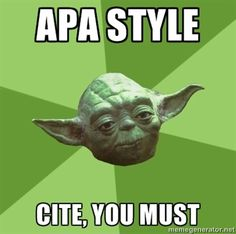 APA STYLE
CITE, YOU MUST
memegenerator.net